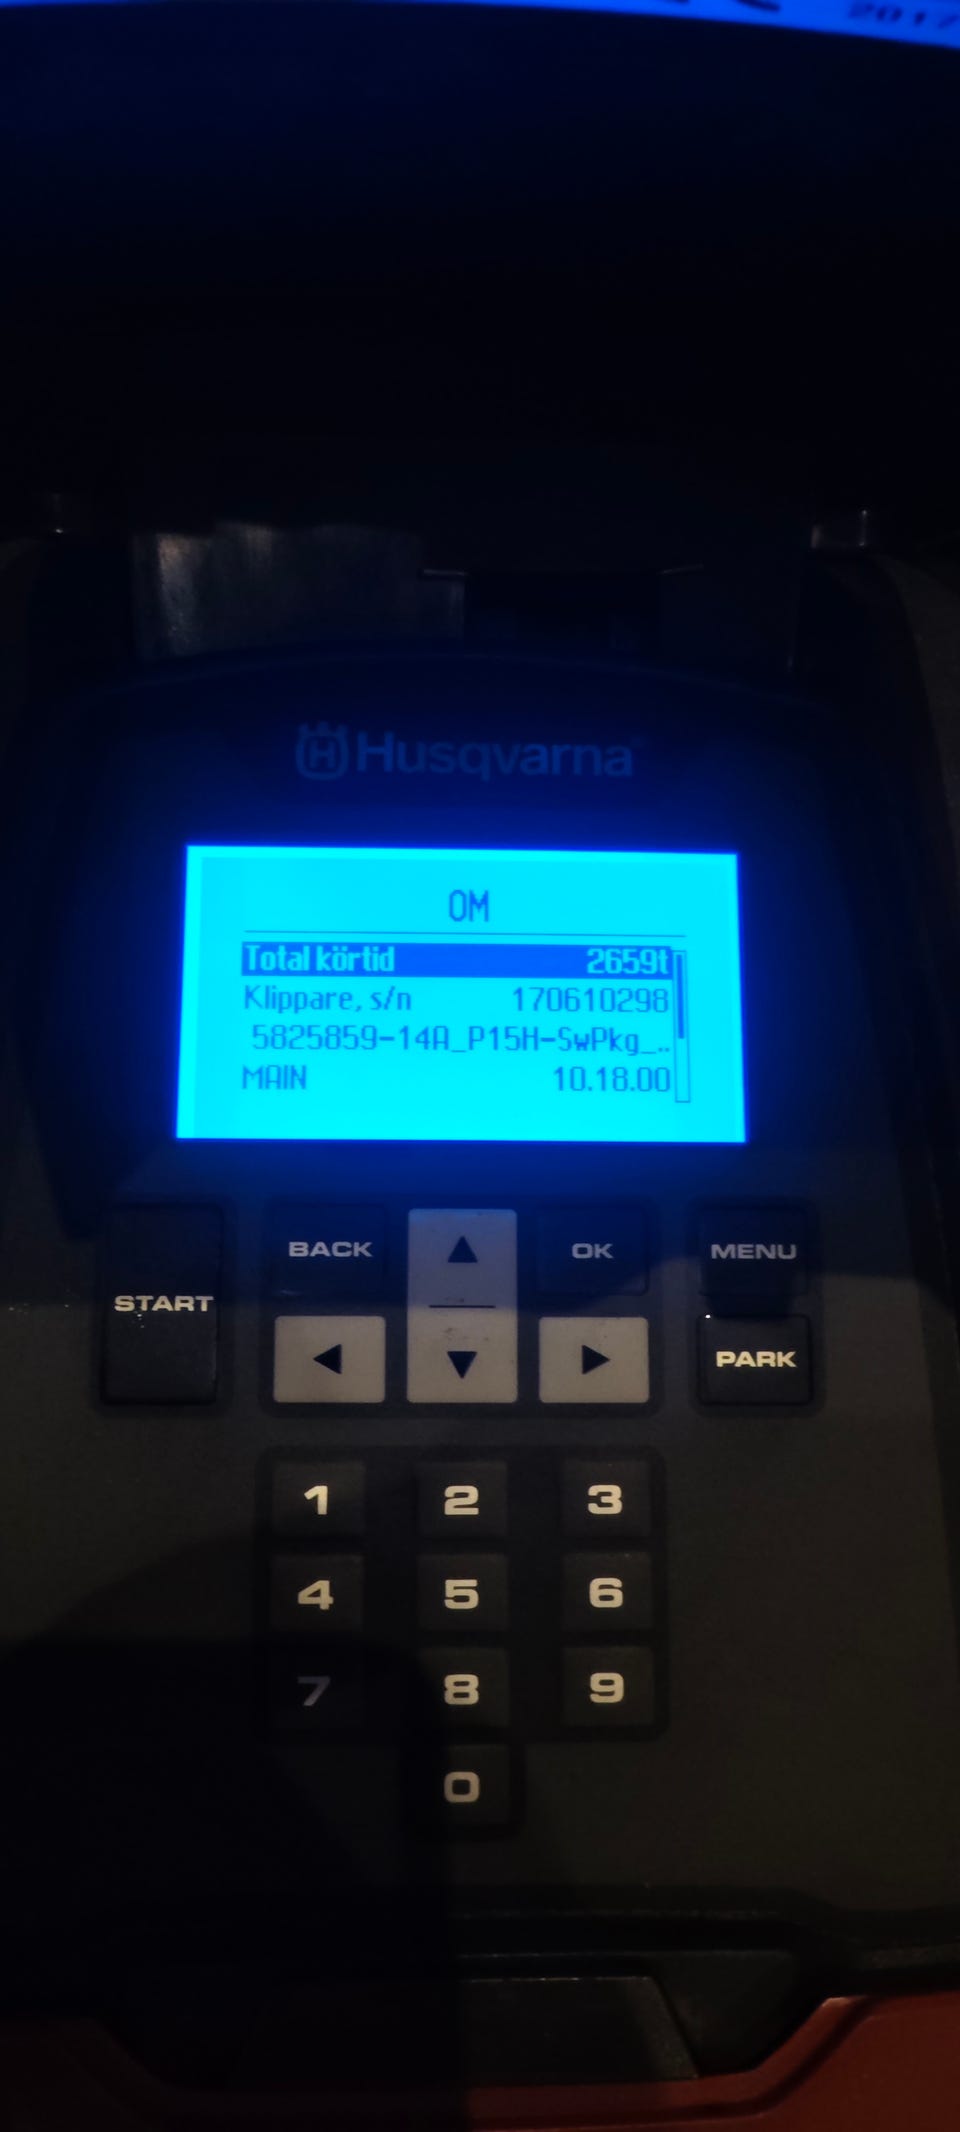 2017
Husqvarna
OM
Total körtid 2659t
Klippare, s/n 170610298
5825859-14A_P15H-SwPkg_..
MAIN 10.18.00
BACK
OK
MENU
START
PARK
1 2 3
4 5 6
7 8 9
0